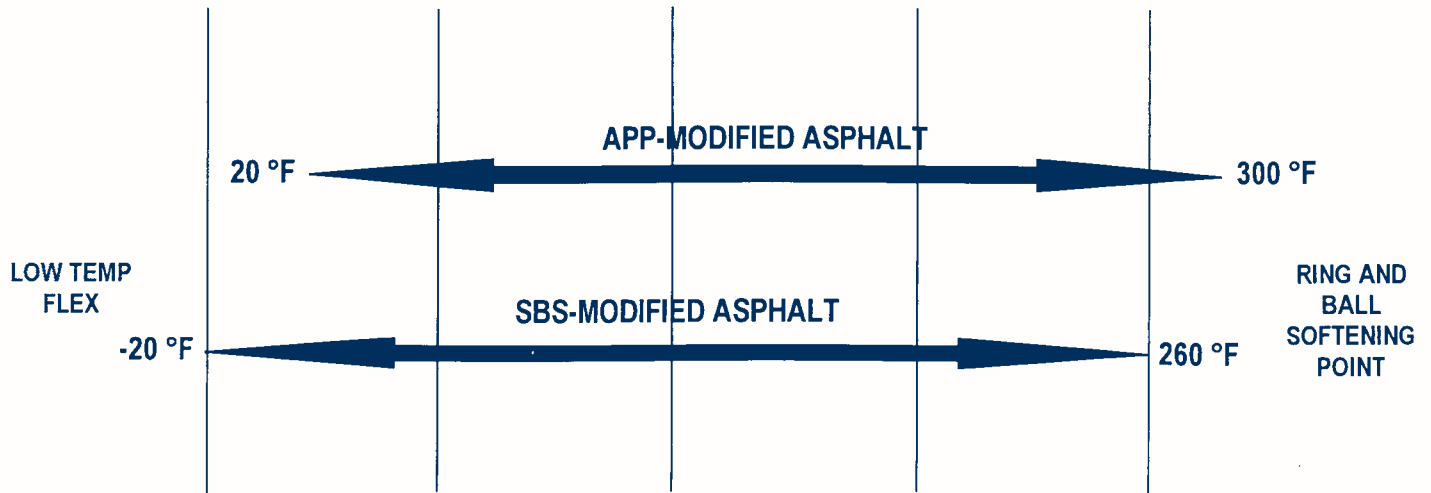 APP-MODIFIED ASPHALT
20 °F
300 °F
LOW TEMP
FLEX
RING AND
BALL
SOFTENING
POINT
SBS-MODIFIED ASPHALT
-20 °F
260 °F